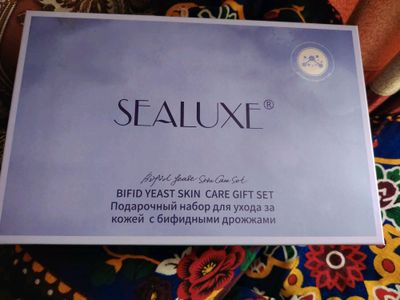 SEALUXE®
Bifid Yeast Skin Care Set
BIFID YEAST SKIN CARE GIFT SET
Подарочный набор для ухода за
кожей с бифидными дрожжами